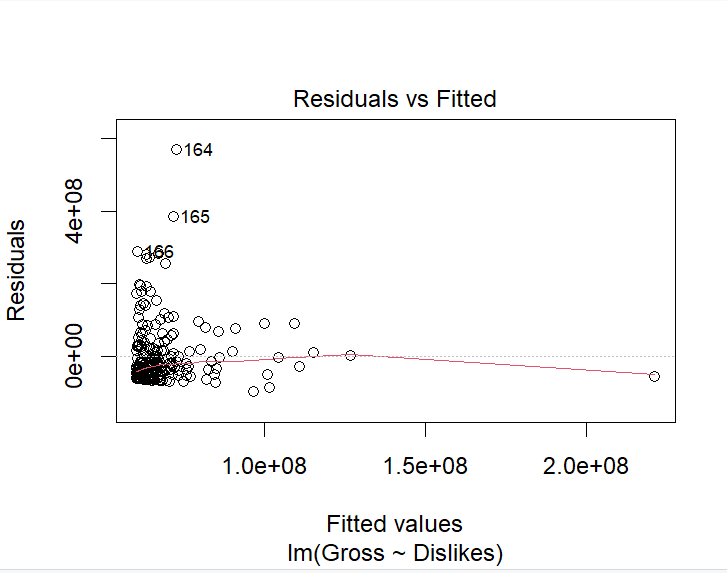 Residuals vs Fitted
Residuals
4e+08
0e+00
164
165
166
1.0e+08
1.5e+08
2.0e+08
Fitted values
lm(Gross ~ Dislikes)